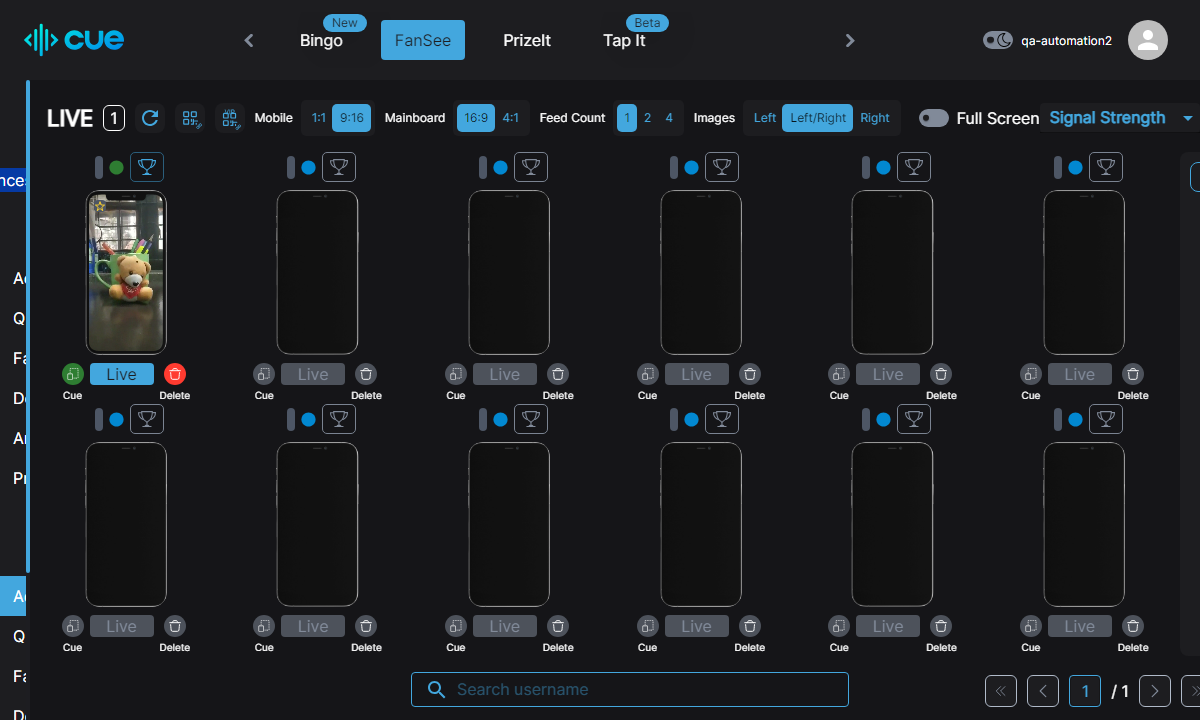 cue
Bingo
New
FanSee
PrizeIt
Tap It
Beta
qa-automation2
LIVE 1
Mobile 1:1 9:16
Mainboard 16:9 4:1
Feed Count 1 2 4
Images Left Left/Right Right
Full Screen
Signal Strength
Live Live Live Live Live Live
Cue Delete Cue Delete Cue Delete Cue Delete Cue Delete Cue Delete
Live Live Live Live Live Live
Cue Delete Cue Delete Cue Delete Cue Delete Cue Delete Cue Delete
Search username
1 / 1